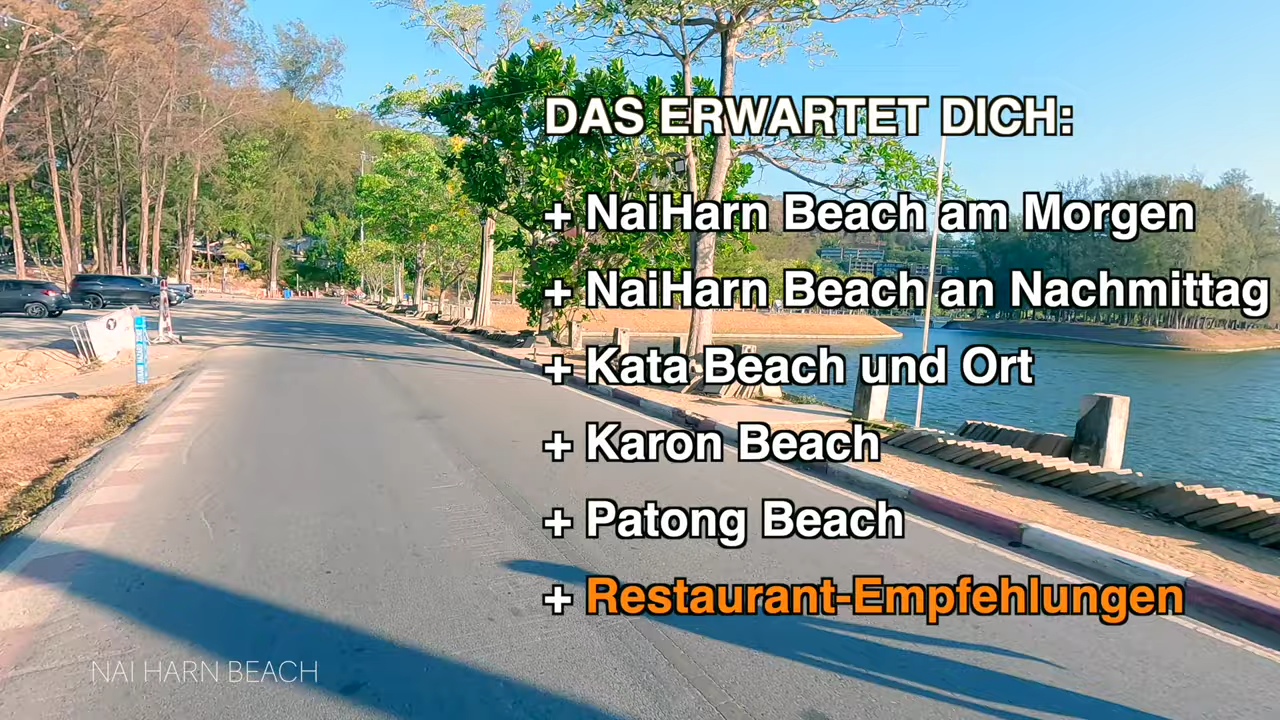 DAS ERWARTET DICH:
+ NaiHarn Beach am Morgen
+ NaiHarn Beach an Nachmittag
+ Kata Beach und Ort
+ Karon Beach
+ Patong Beach
+ Restaurant-Empfehlungen
NAI HARN BEACH